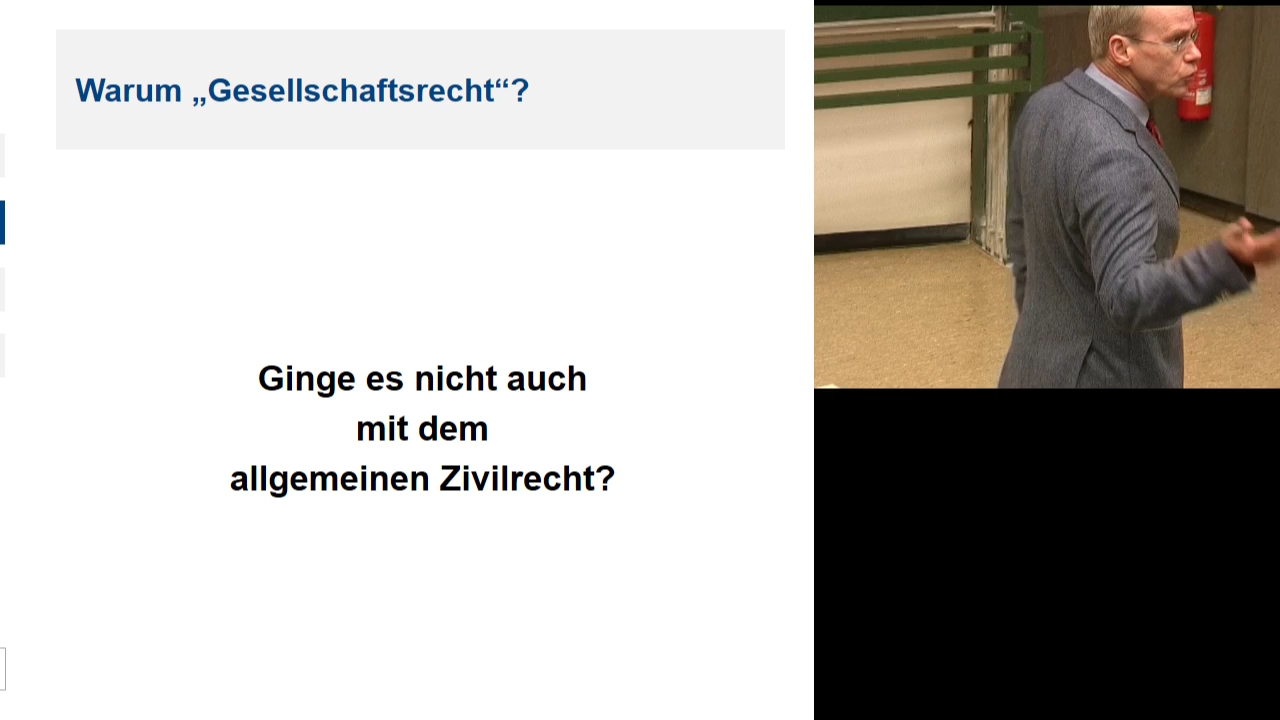 Warum „Gesellschaftsrecht“?
Ginge es nicht auch
mit dem
allgemeinen Zivilrecht?